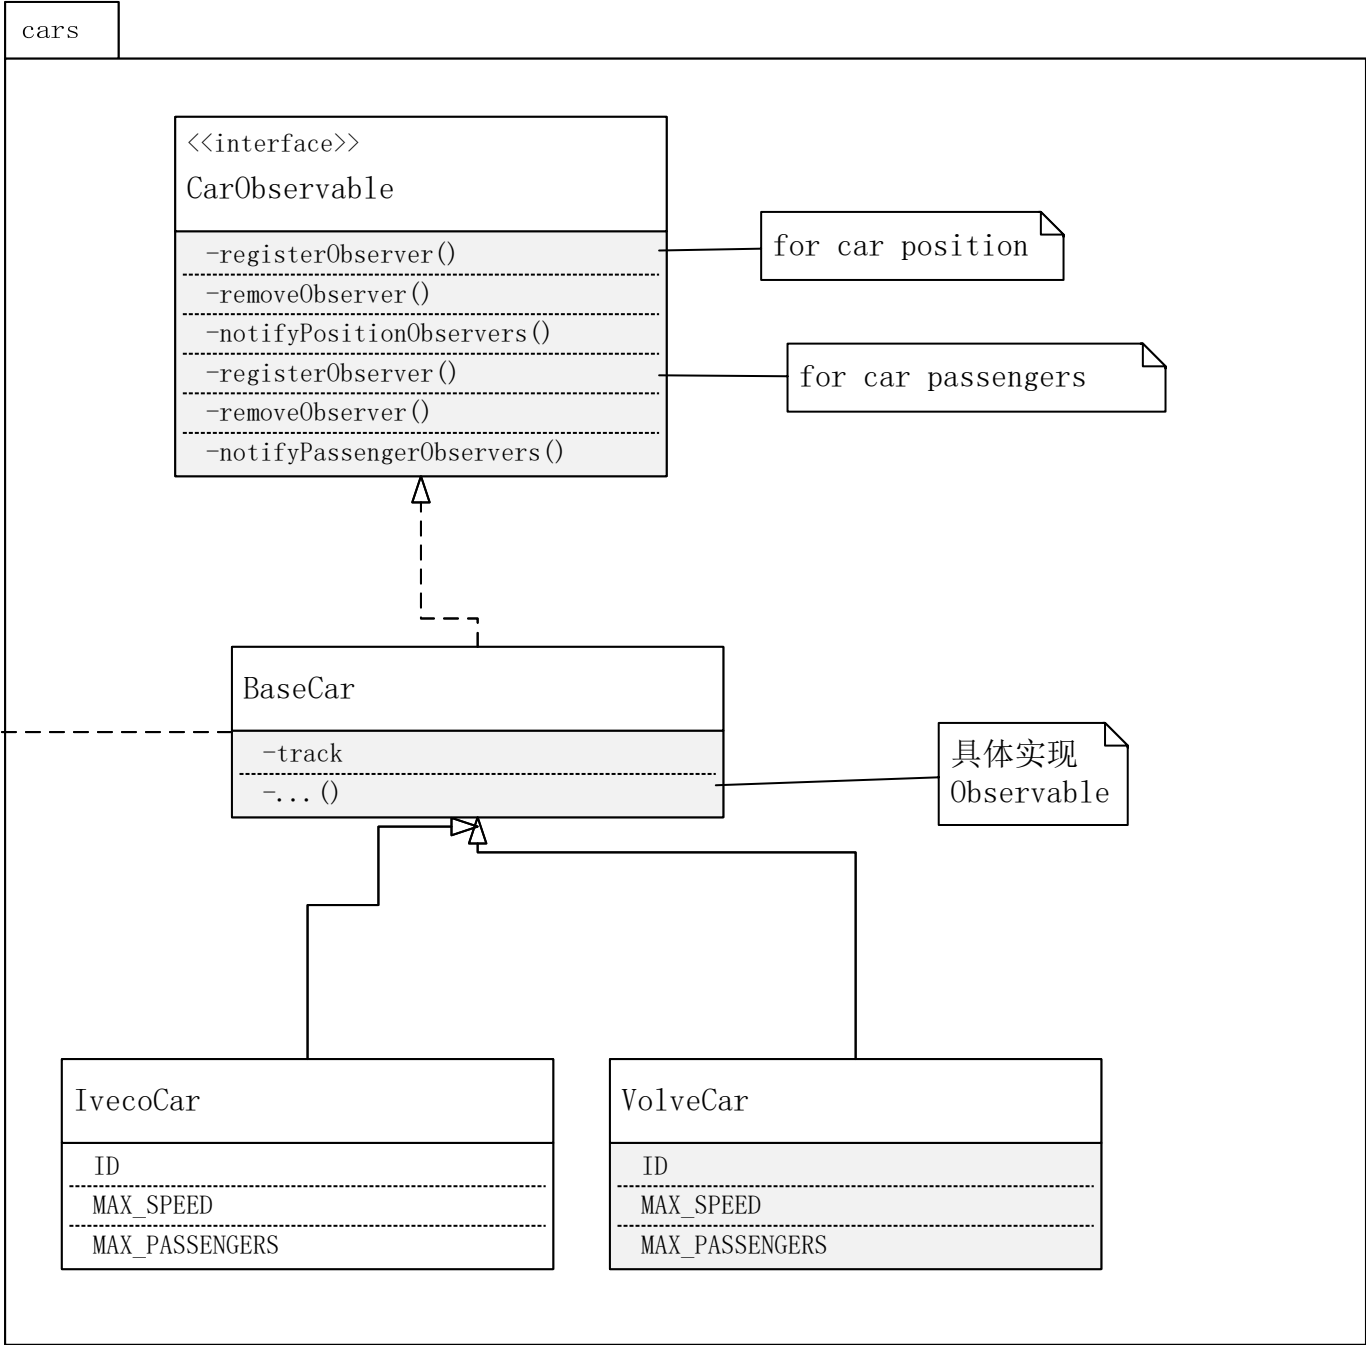 cars
<<interface>>
CarObservable
-registerObserver()
-removeObserver()
-notifyPositionObservers()
-registerObserver()
-removeObserver()
-notifyPassengerObservers()
for car position
for car passengers
BaseCar
-track
-...()
具体实现
Observable
IvecoCar
ID
MAX_SPEED
MAX_PASSENGERS
VolveCar
ID
MAX_SPEED
MAX_PASSENGERS